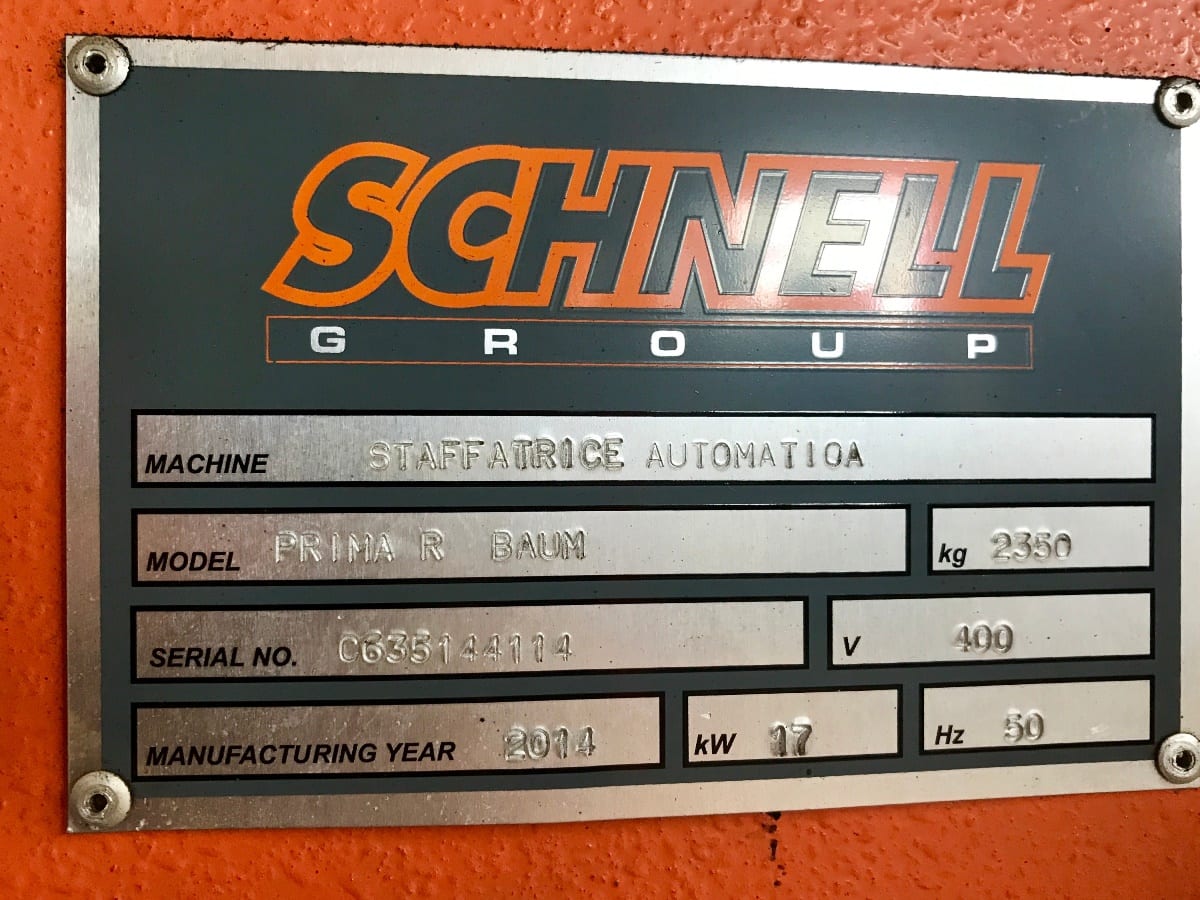 SCHNELL
GROUP
MACHINE STAFFATRICE AUTOMATICA
MODEL PRIMA R BAUM
kg 2350
SERIAL NO. C635144114
V 400
MANUFACTURING YEAR 2014
kW 17
Hz 50